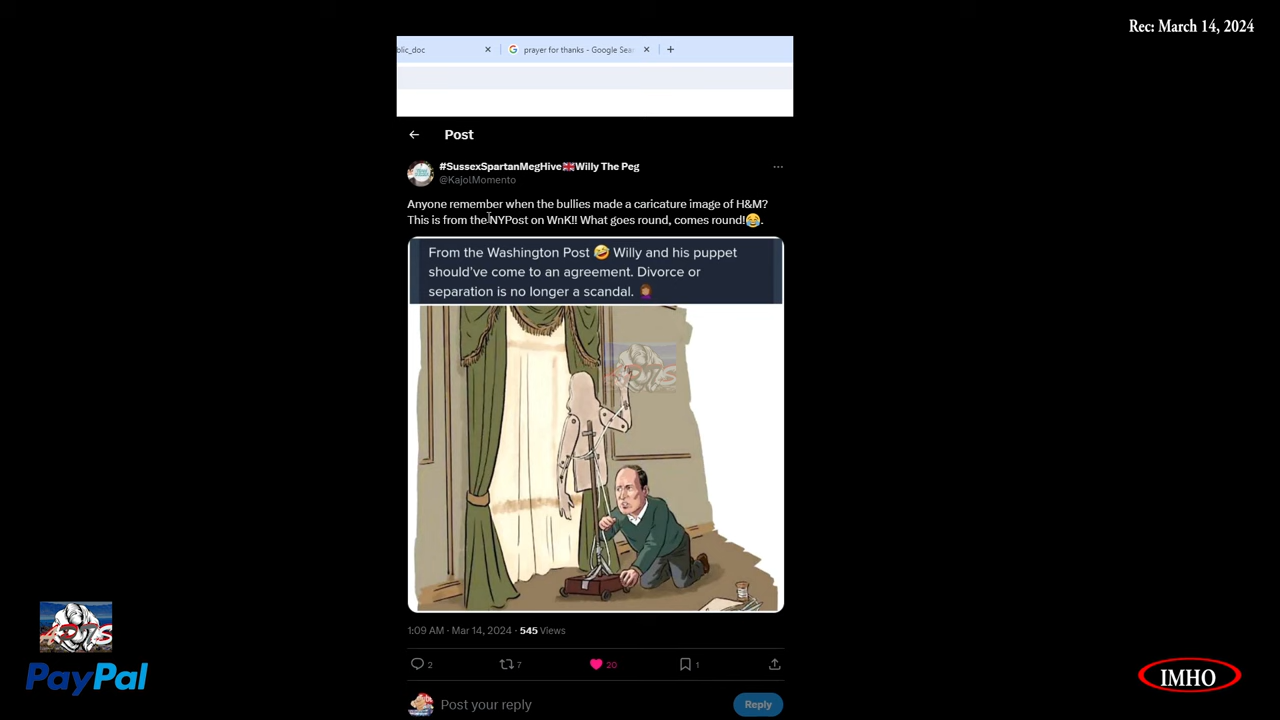 Rec: March 14, 2024
blic_doc
prayer for thanks - Google Sea
Post
#SussexSpartanMegHive🇬🇧Willy The Peg
@KajolMomento
Anyone remember when the bullies made a caricature image of H&M?
This is from the NYPost on WnK!! What goes round, comes round!😂.
From the Washington Post 🤣 Willy and his puppet
should've come to an agreement. Divorce or
separation is no longer a scandal. 🤦🏽‍♀️
1:09 AM · Mar 14, 2024 · 545 Views
2 7 20 1
Post your reply
Reply
PayPal
IMHO